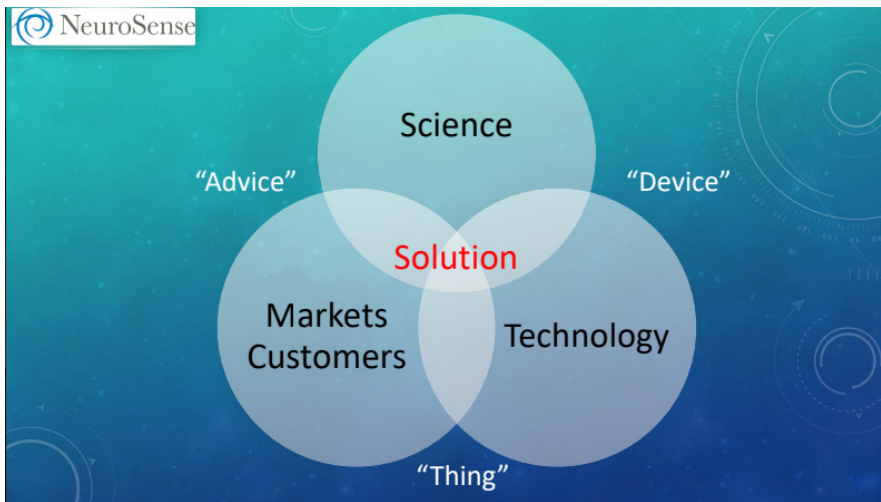 NeuroSense
Science
“Advice”
“Device”
Solution
Markets
Customers
Technology
“Thing”